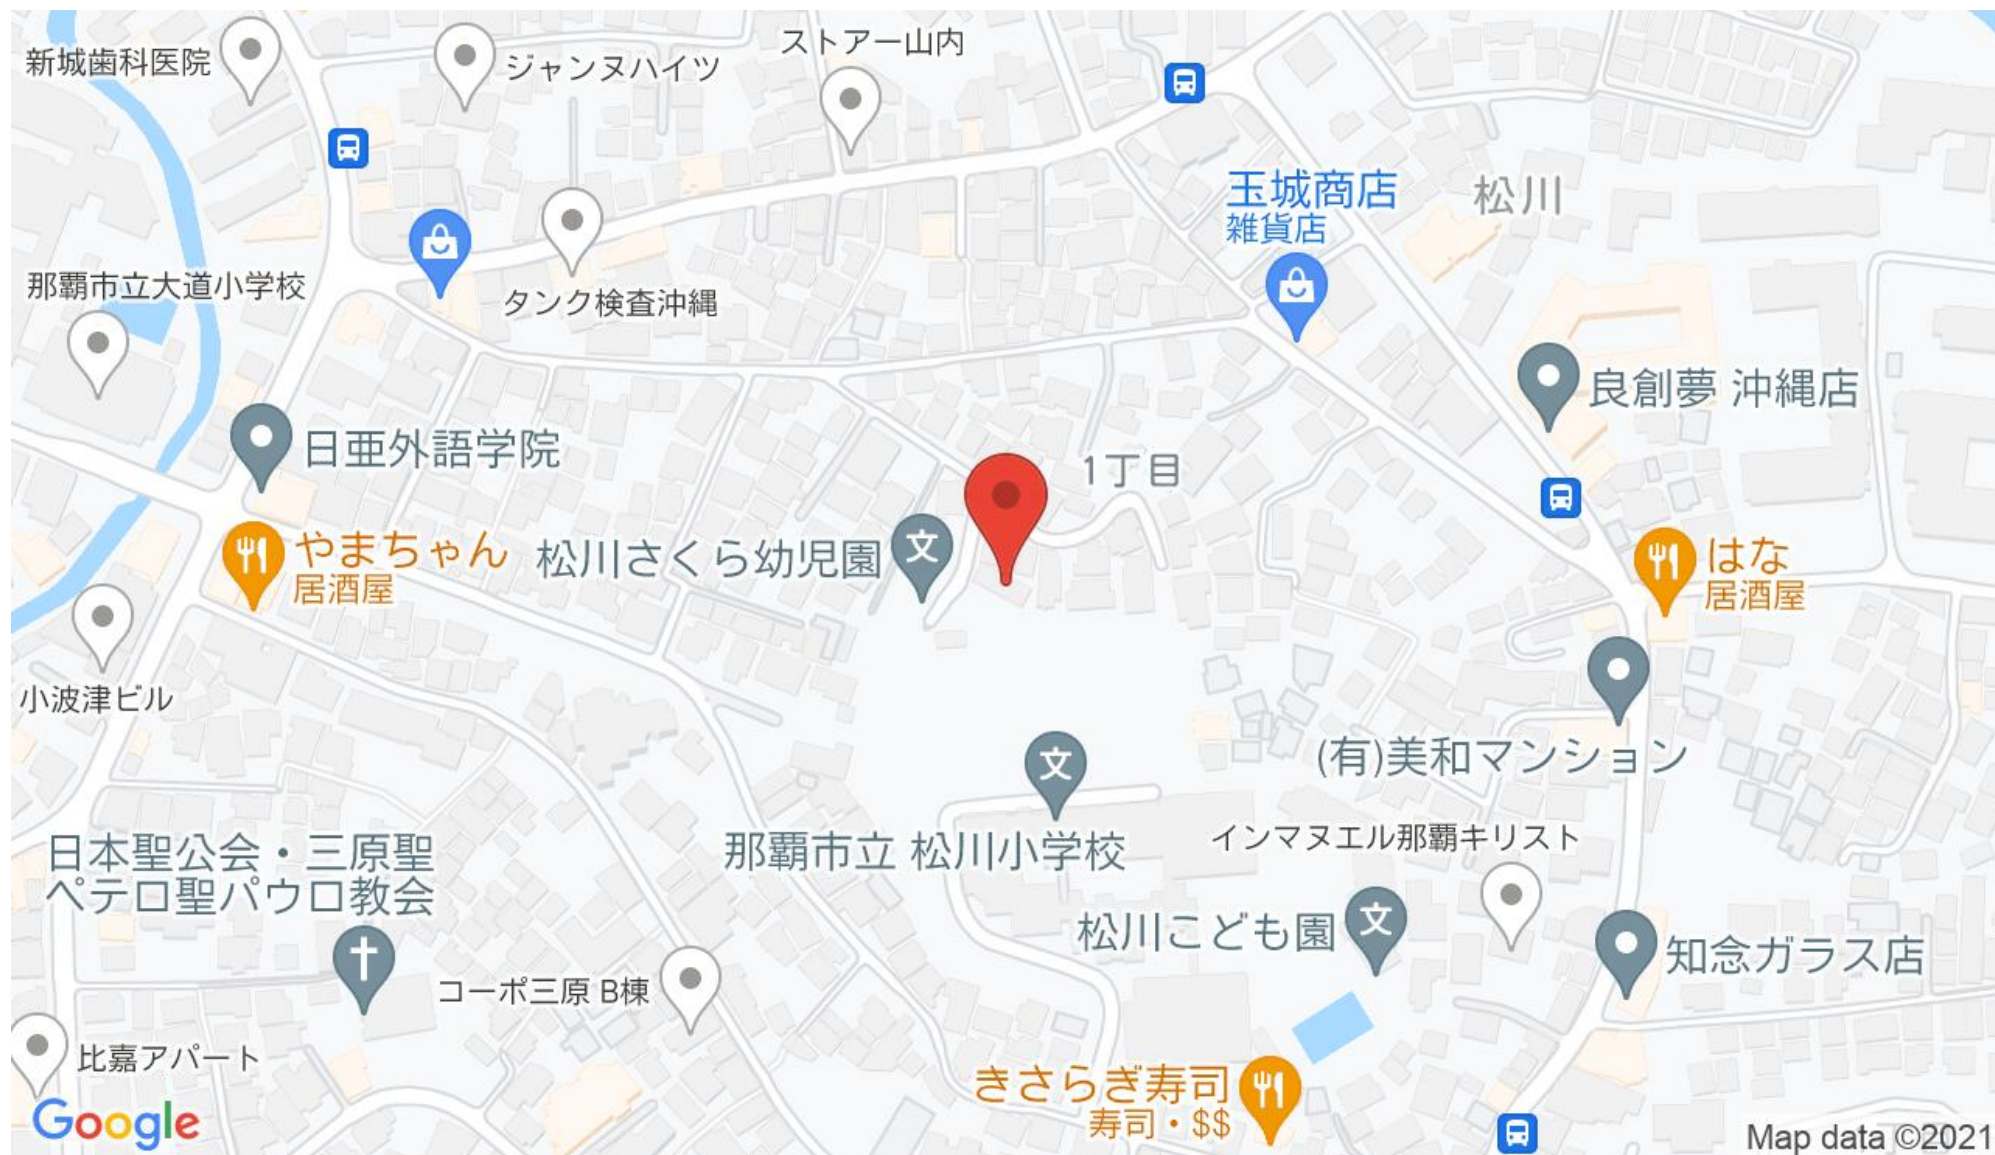 新城歯科医院
ジャンヌハイツ
ストアー山内
玉城商店
雑貨店
松川
那覇市立大道小学校
タンク検査沖縄
良創夢 沖縄店
日亜外語学院
1丁目
やまちゃん
居酒屋
松川さくら幼児園
はな
居酒屋
小波津ビル
(有)美和マンション
日本聖公会・三原聖
ペテロ聖パウロ教会
那覇市立 松川小学校
インマヌエル那覇キリスト
松川こども園
知念ガラス店
コーポ三原 B棟
比嘉アパート
きさらぎ寿司
寿司・$$
Google
Map data ©2021
文
文
文